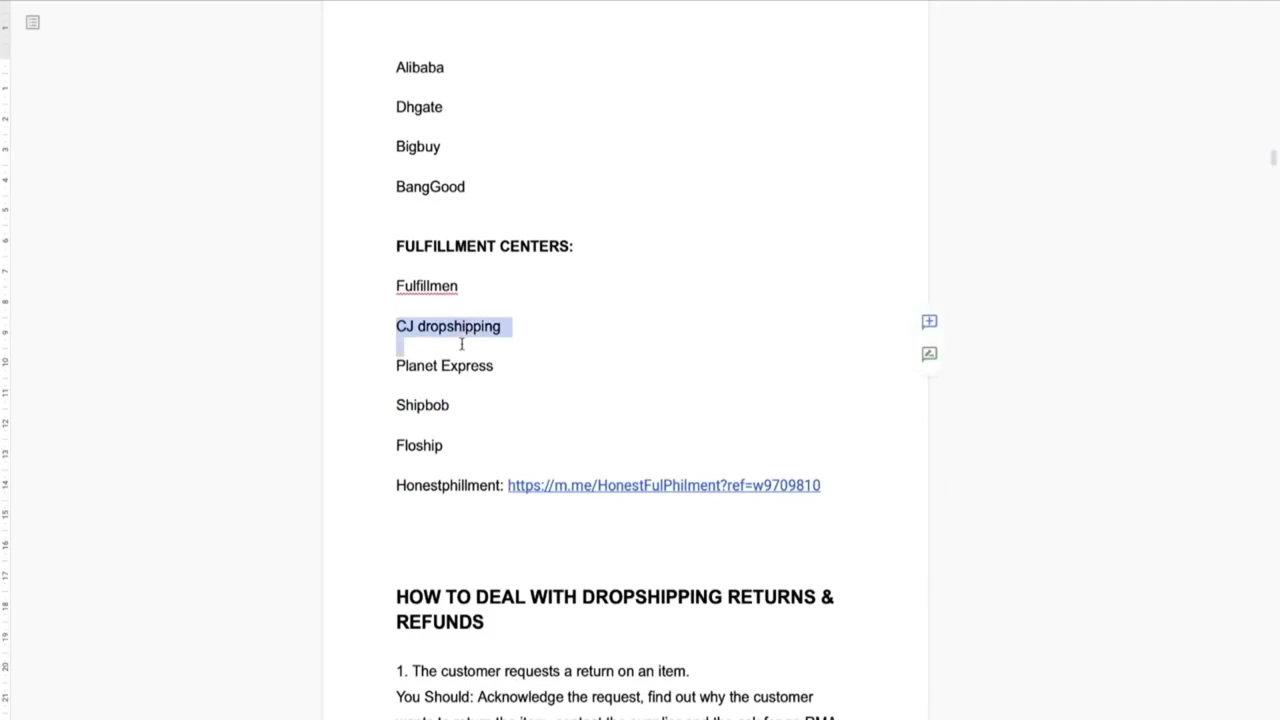 Alibaba
Dhgate
Bigbuy
BangGood
FULFILLMENT CENTERS:
Fulfillmen
CJ dropshipping
Planet Express
Shipbob
Floship
Honestphillment: https://m.me/HonestFulPhilment?ref=w9709810
HOW TO DEAL WITH DROPSHIPPING RETURNS &
REFUNDS
1. The customer requests a return on an item.
You Should: Acknowledge the request, find out why the customer